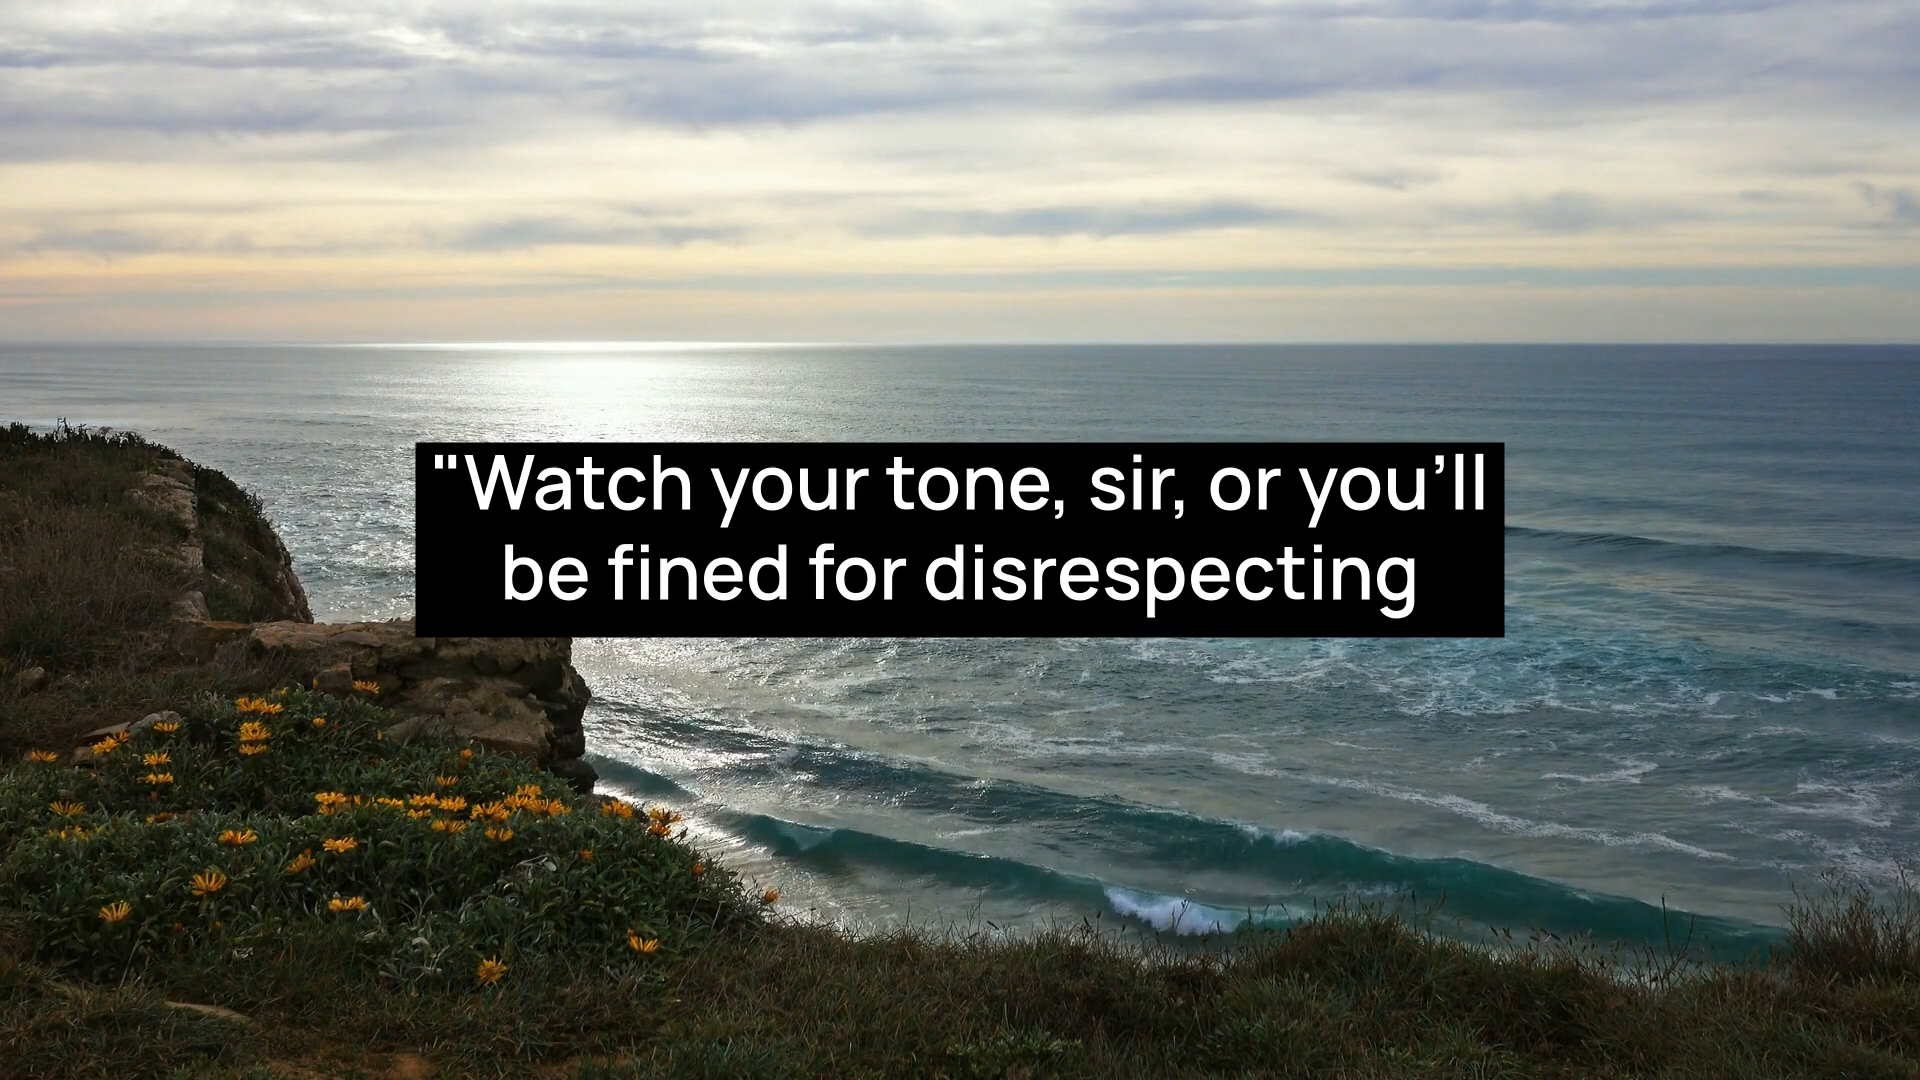 "Watch your tone, sir, or you’ll
be fined for disrespecting